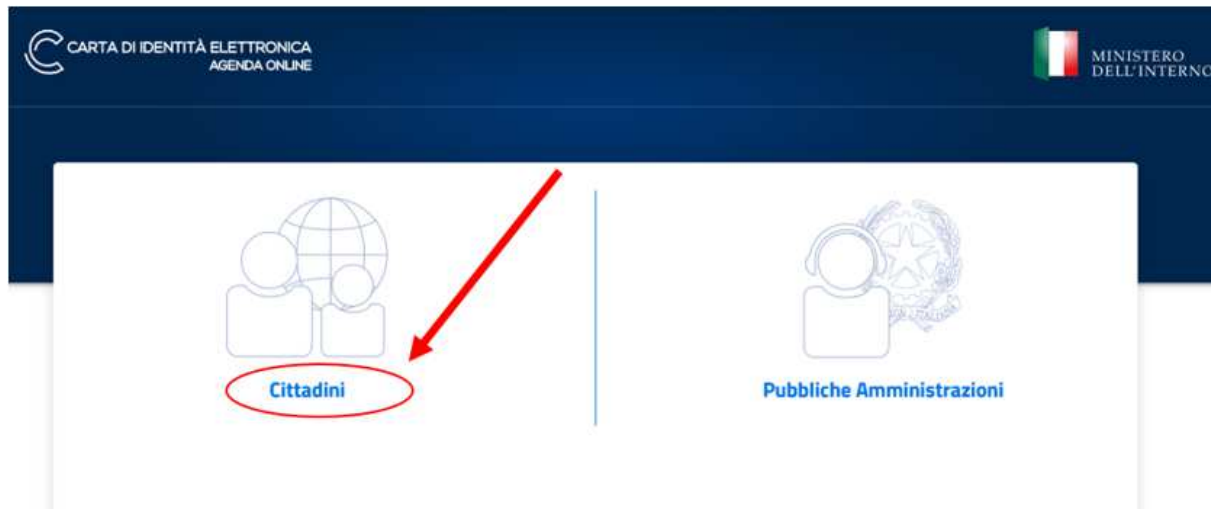 CARTA DI IDENTITÀ ELETTRONICA
AGENDA ONLINE
MINISTERO
DELL'INTERNO
Cittadini
Pubbliche Amministrazioni